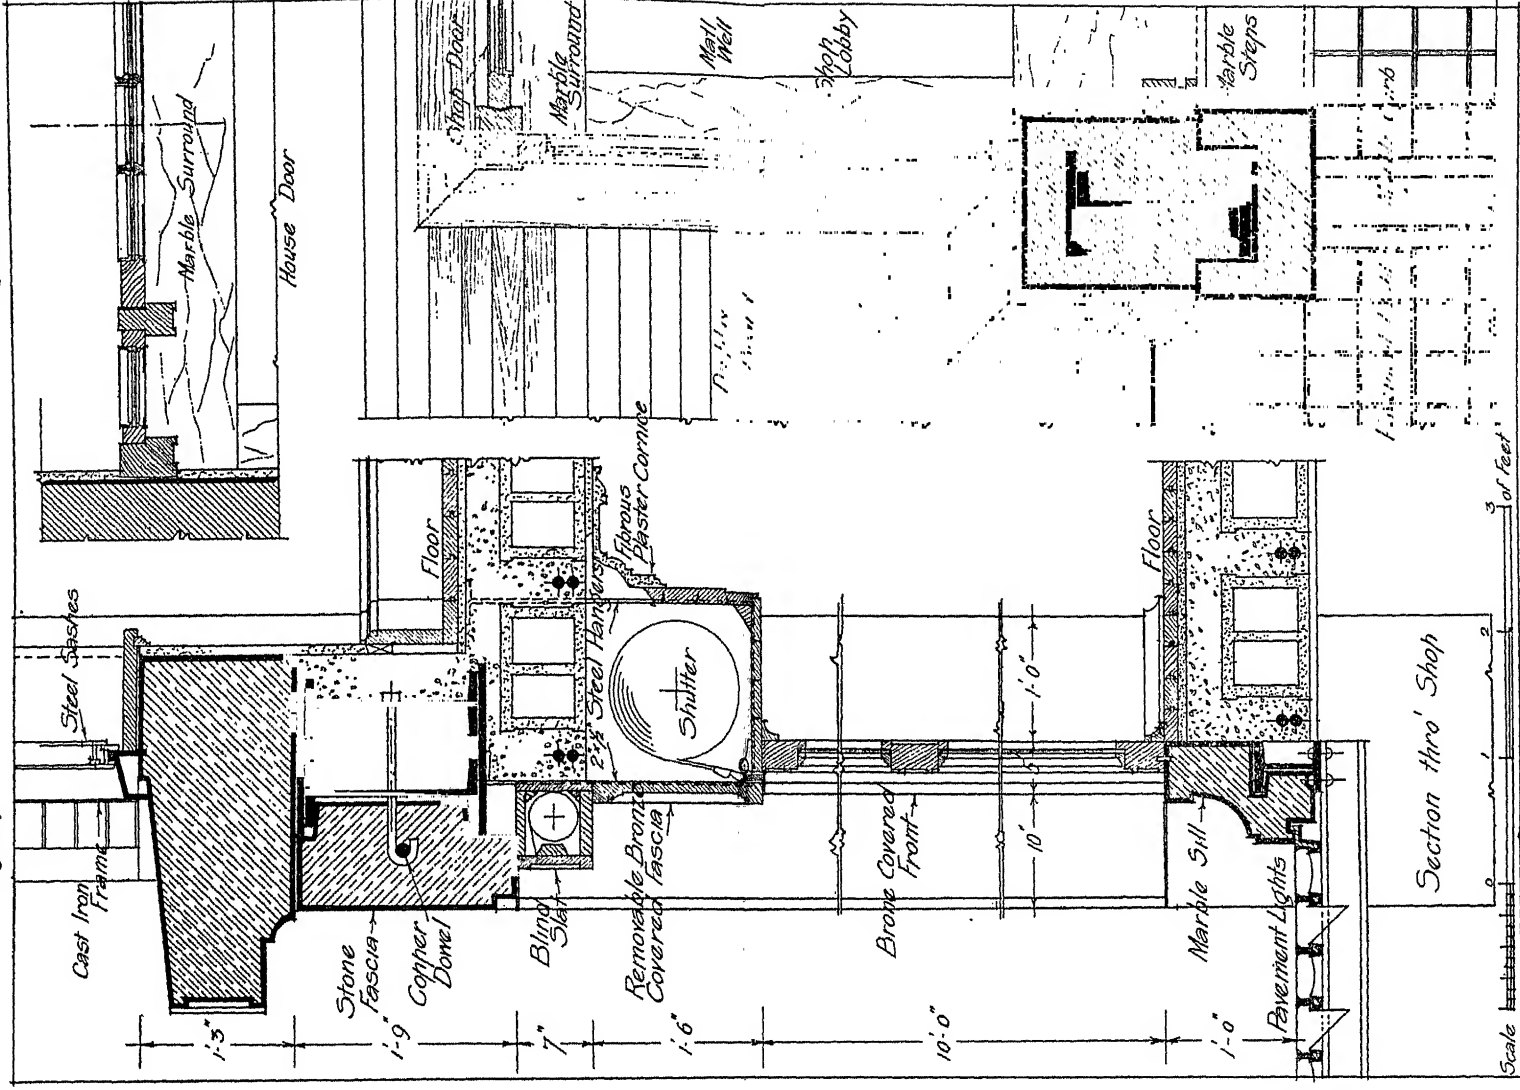 Marble Surround
House Door
Shop Door
Marble
Surround
Mat
Well
Shop
Lobby
Marble
Steps
Steel Sashes
Cast Iron
Frame
Floor
Fibrous
Plaster Cornice
Steel Hangers
Shutter
Stone
Fascia
Copper
Dowel
Blind
Slat
Removable Bronze
Covered Fascia
Brone Covered
Front
Floor
Marble Sill
Pavement Lights
Section thro' Shop
1'-3"
1'-9"
7"
1'-6"
10'-0"
1'-0"
10"
5"
1'-0"
Scale
0
1
2
3
of Feet